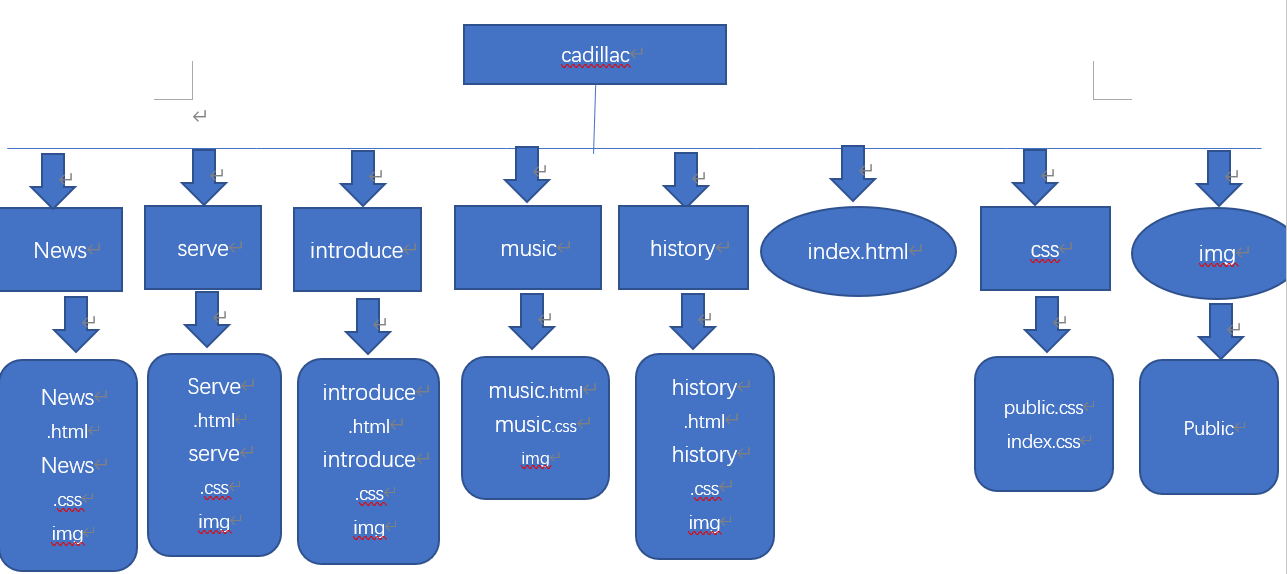 cadillac
News
serve
introduce
music
history
index.html
css
img
News
.html
News
.css
img
Serve
.html
serve
.css
img
introduce
.html
introduce
.css
img
music.html
music.css
img
history
.html
history
.css
img
public.css
index.css
Public